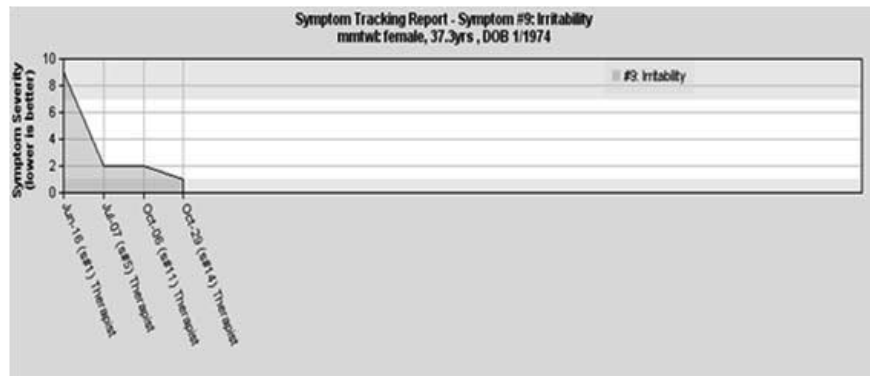 Symptom Tracking Report - Symptom #9: Irritability
mmtwt: female, 37.3yrs , DOB 1/1974
Symptom Severity
(lower is better)
10
8
6
4
2
0
#9: Irritability
Jun-16 (s#1) Therapist
Jul-07 (s#5) Therapist
Oct-06 (s#11) Therapist
Oct-29 (s#14) Therapist